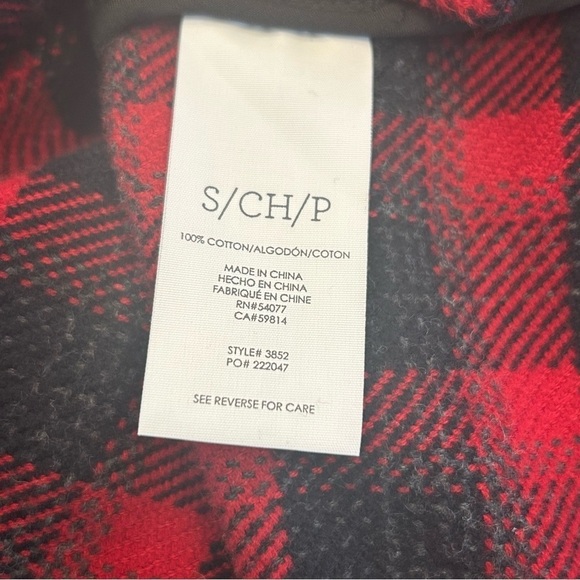 S/CH/P
100% COTTON/ALGODÓN/COTON
MADE IN CHINA
HECHO EN CHINA
FABRIQUÉ EN CHINE
RN#54077
CA#59814
STYLE# 3852
PO# 222047
SEE REVERSE FOR CARE